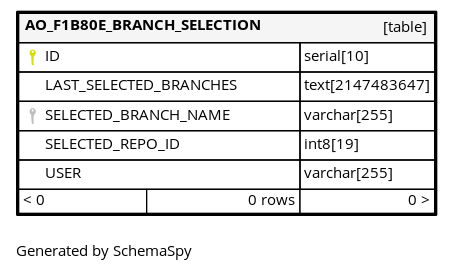 AO_F1B80E_BRANCH_SELECTION [table]
ID serial[10]
LAST_SELECTED_BRANCHES text[2147483647]
SELECTED_BRANCH_NAME varchar[255]
SELECTED_REPO_ID int8[19]
USER varchar[255]
< 0 0 rows 0 >
Generated by SchemaSpy